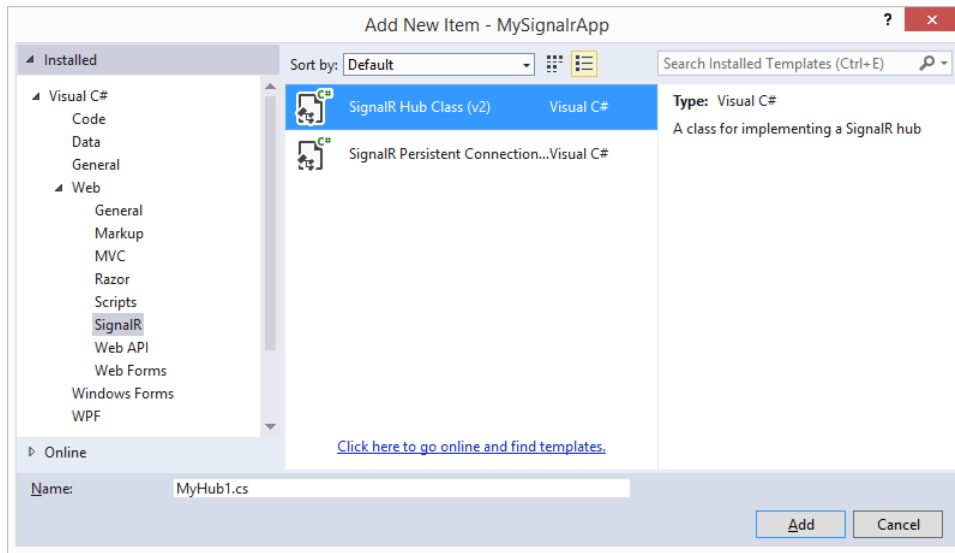 Add New Item - MySignalrApp
?
Installed
Sort by: Default
Search Installed Templates (Ctrl+E)
Visual C#
Code
Data
General
Web
General
Markup
MVC
Razor
Scripts
SignalR
Web API
Web Forms
Windows Forms
WPF
Online
C#
SignalR Hub Class (v2) Visual C#
C#
SignalR Persistent Connection...Visual C#
Click here to go online and find templates.
Type: Visual C#
A class for implementing a SignalR hub
Name: MyHub1.cs
Add Cancel